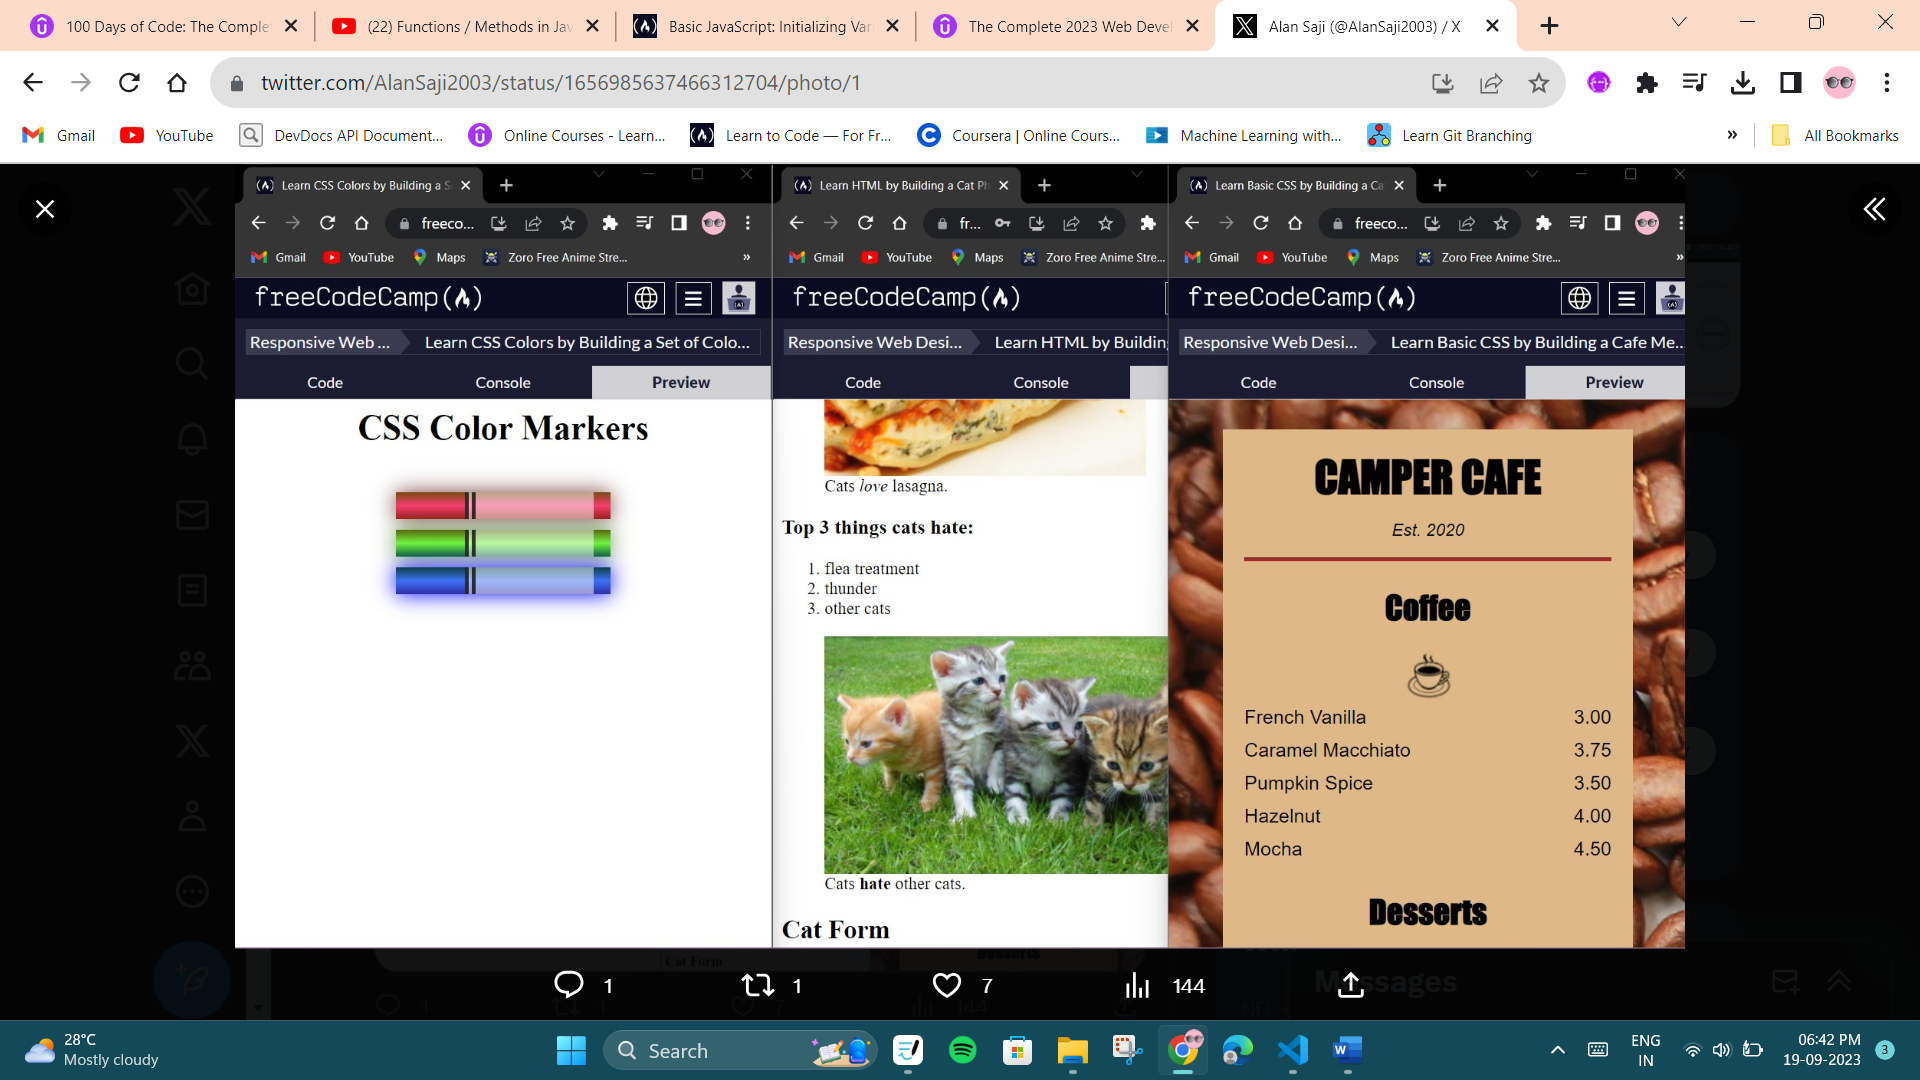 100 Days of Code: The Complet
(22) Functions / Methods in Jav
Basic JavaScript: Initializing Var
The Complete 2023 Web Devel
Alan Saji (@AlanSaji2003) / X
twitter.com/AlanSaji2003/status/1656985637466312704/photo/1
Gmail
YouTube
DevDocs API Document...
Online Courses - Learn...
Learn to Code — For Fr...
Coursera | Online Cours...
Machine Learning with...
Learn Git Branching
»
All Bookmarks
Learn CSS Colors by Building a S
freeco...
Gmail
YouTube
Maps
Zoro Free Anime Stre...
»
freeCodeCamp
Responsive Web ...
Learn CSS Colors by Building a Set of Colo...
Code
Console
Preview
CSS Color Markers
Learn HTML by Building a Cat Ph
fr...
Gmail
YouTube
Maps
Zoro Free Anime Stre...
freeCodeCamp
Responsive Web Desi...
Learn HTML by Building
Code
Console
Cats love lasagna.
Top 3 things cats hate:
1. flea treatment
2. thunder
3. other cats
Cats hate other cats.
Cat Form
Learn Basic CSS by Building a Ca
freeco...
Gmail
YouTube
Maps
Zoro Free Anime Stre...
»
freeCodeCamp
Responsive Web Desi...
Learn Basic CSS by Building a Cafe Me...
Code
Console
Preview
CAMPER CAFE
Est. 2020
Coffee
French Vanilla 3.00
Caramel Macchiato 3.75
Pumpkin Spice 3.50
Hazelnut 4.00
Mocha 4.50
Desserts
Cat Form
1
1
7
144
Messages
28°C
Mostly cloudy
Search
ENG
IN
06:42 PM
19-09-2023
3